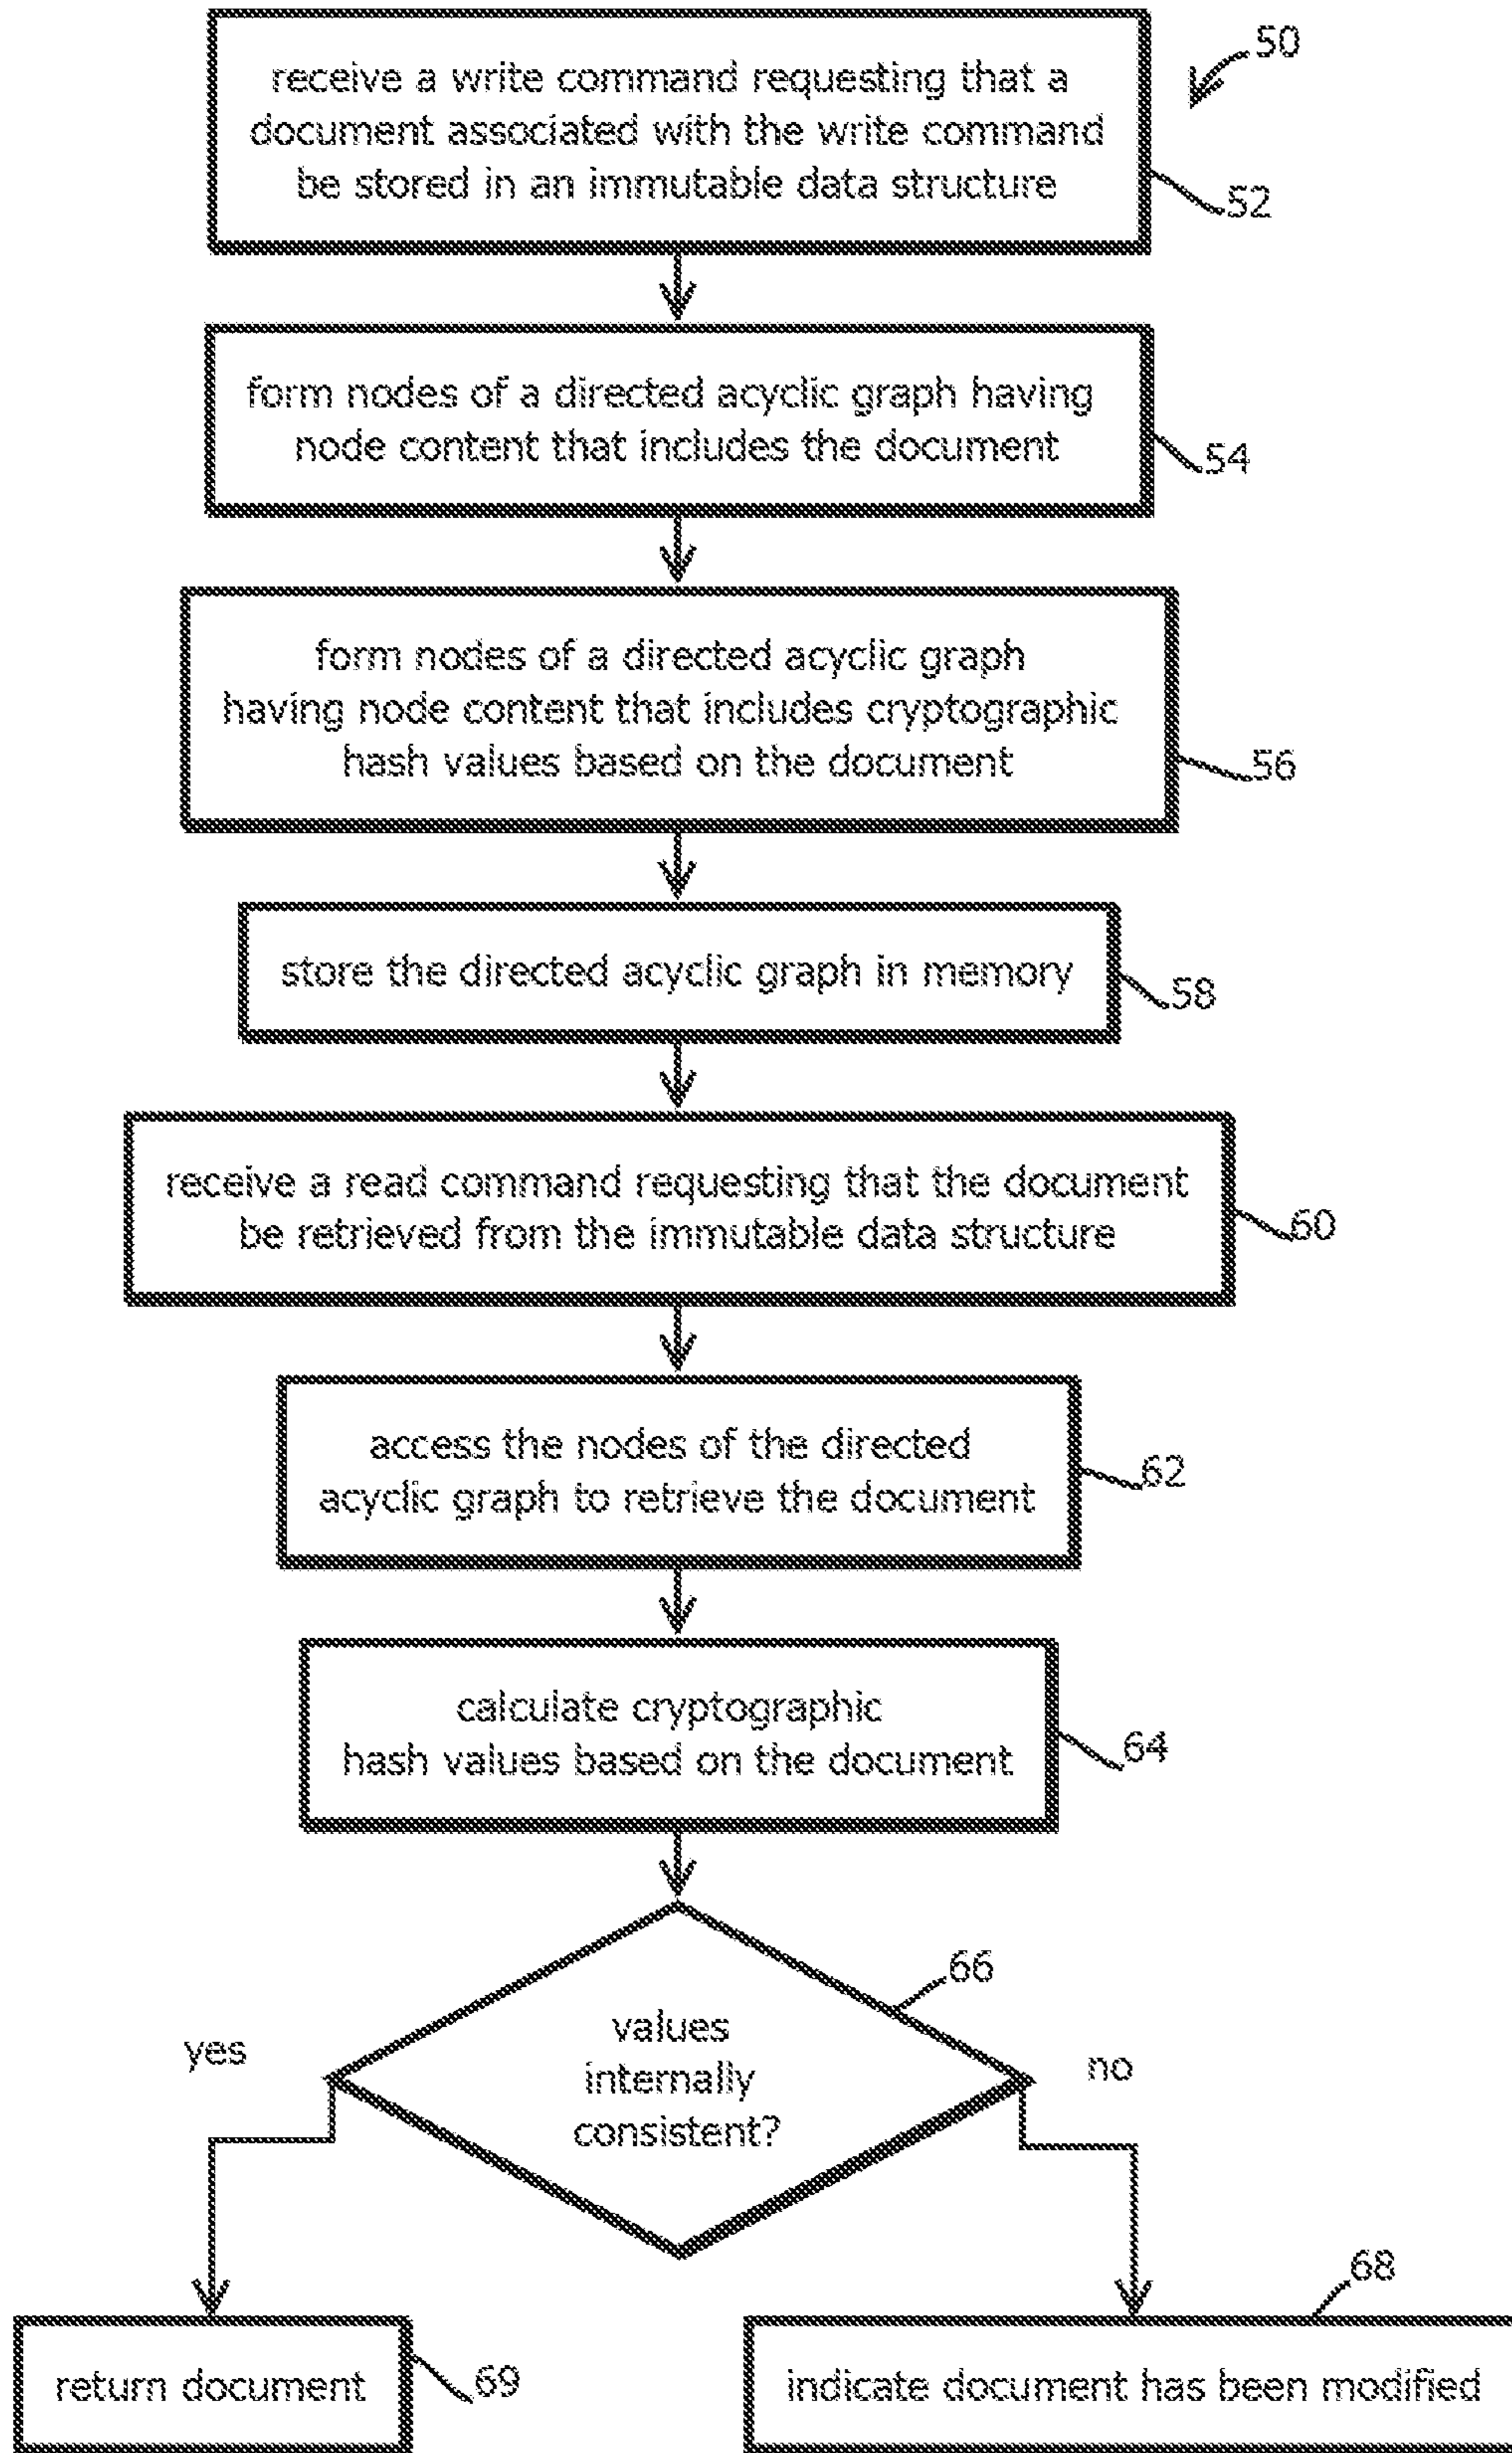 50
receive a write command requesting that a
document associated with the write command
be stored in an immutable data structure
52
form nodes of a directed acyclic graph having
node content that includes the document
54
form nodes of a directed acyclic graph
having node content that includes cryptographic
hash values based on the document
56
store the directed acyclic graph in memory
58
receive a read command requesting that the document
be retrieved from the immutable data structure
60
access the nodes of the directed
acyclic graph to retrieve the document
62
calculate cryptographic
hash values based on the document
64
66
values
internally
consistent?
yes
no
68
return document
69
indicate document has been modified